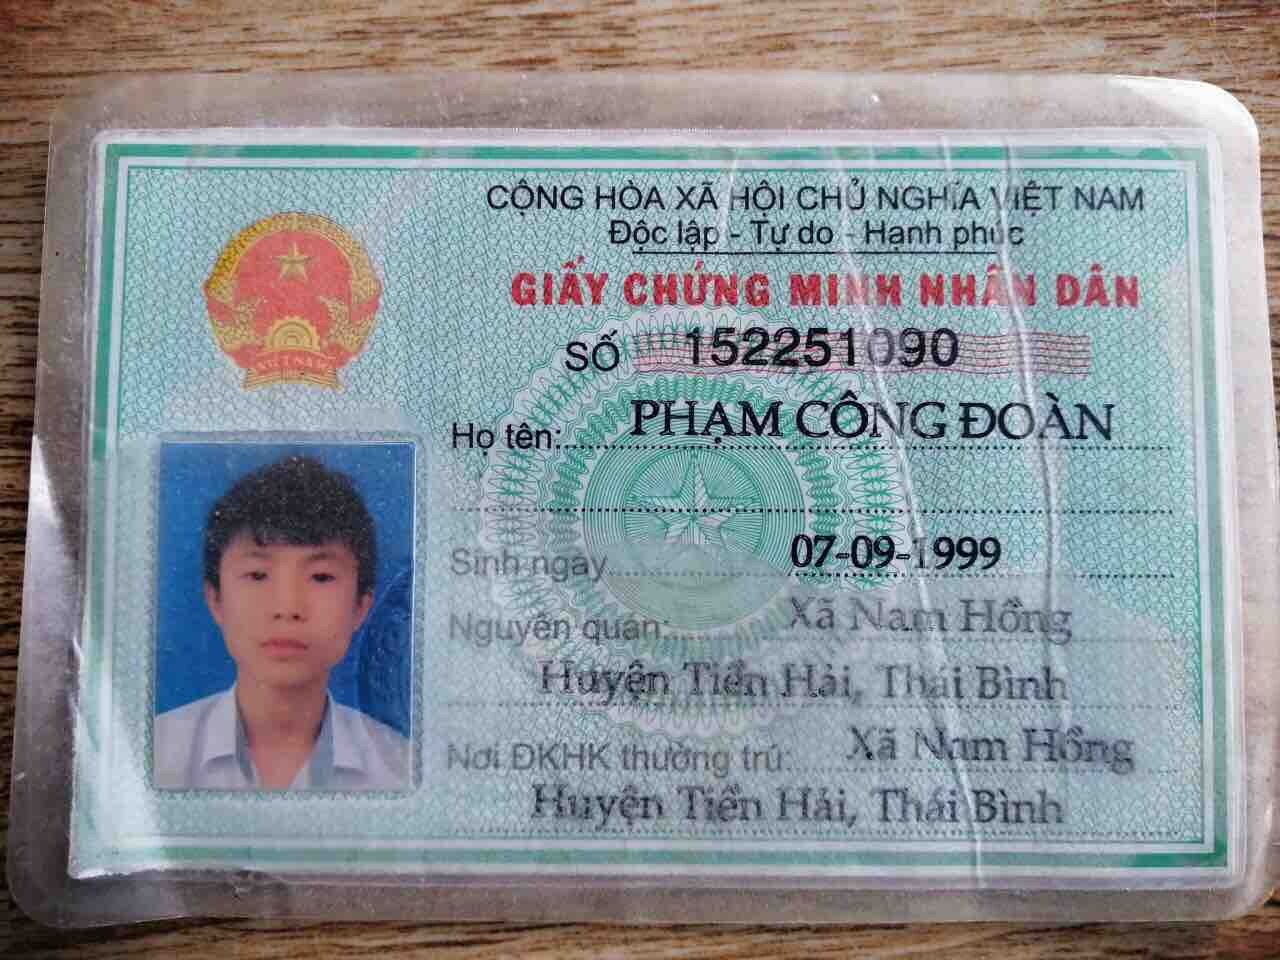 CỘNG HÒA XÃ HỘI CHỦ NGHĨA VIỆT NAM
Độc lập - Tự do - Hạnh phúc
GIẤY CHỨNG MINH NHÂN DÂN
SỐ 152251090
Họ tên: PHẠM CÔNG ĐOÀN
Sinh ngày 07-09-1999
Nguyên quán: Xã Nam Hồng
Huyện Tiền Hải, Thái Bình
Nơi ĐKHK thường trú: Xã Nam Hồng
Huyện Tiền Hải, Thái Bình
VIỆT NAM